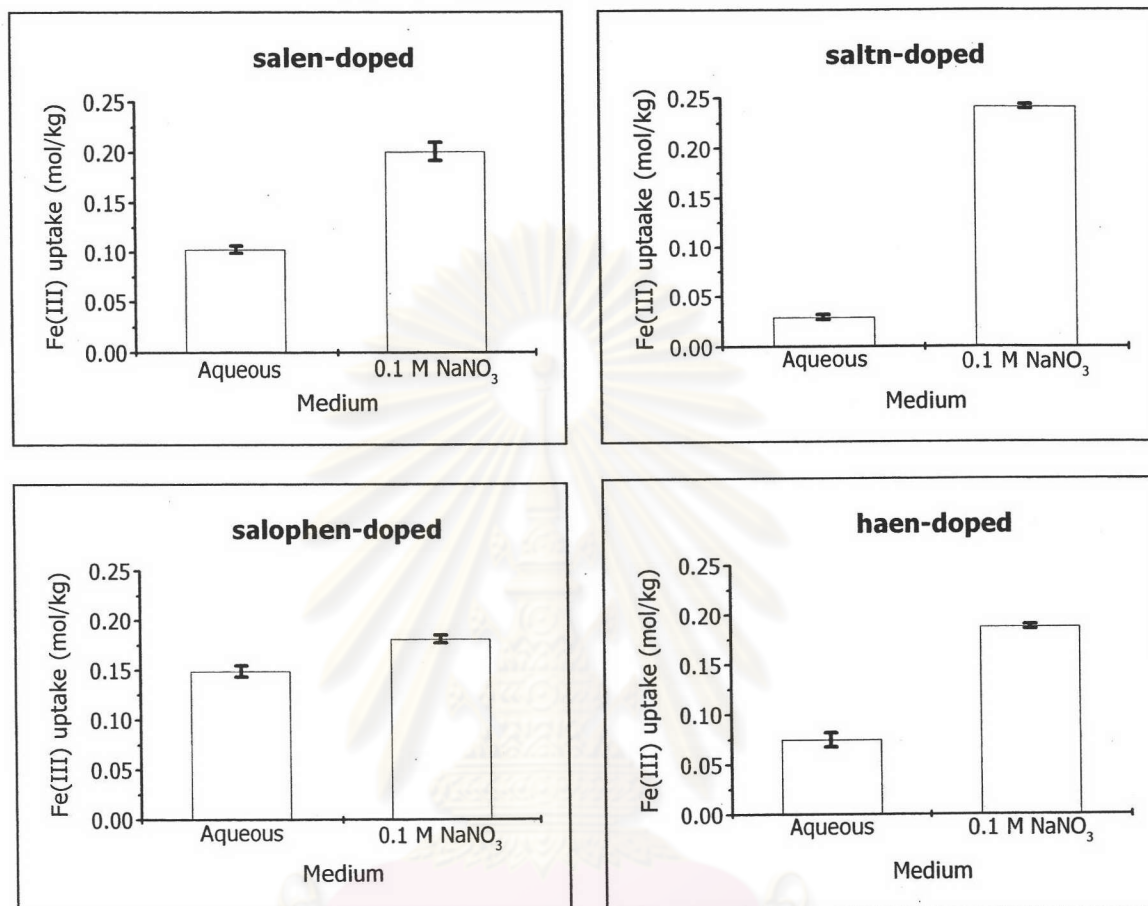 salen-doped
Fe(III) uptake (mol/kg)
0.25
0.20
0.15
0.10
0.05
0.00
Aqueous 0.1 M NaNO₃
Medium
saltn-doped
Fe(III) uptaake (mol/kg)
0.25
0.20
0.15
0.10
0.05
0.00
Aqueous 0.1 M NaNO₃
Medium
salophen-doped
Fe(III) uptake (mol/kg)
0.25
0.20
0.15
0.10
0.05
0.00
Aqueous 0.1 M NaNO₃
Medium
haen-doped
Fe(III) uptake (mol/kg)
0.25
0.20
0.15
0.10
0.05
0.00
Aqueous 0.1 M NaNO₃
Medium